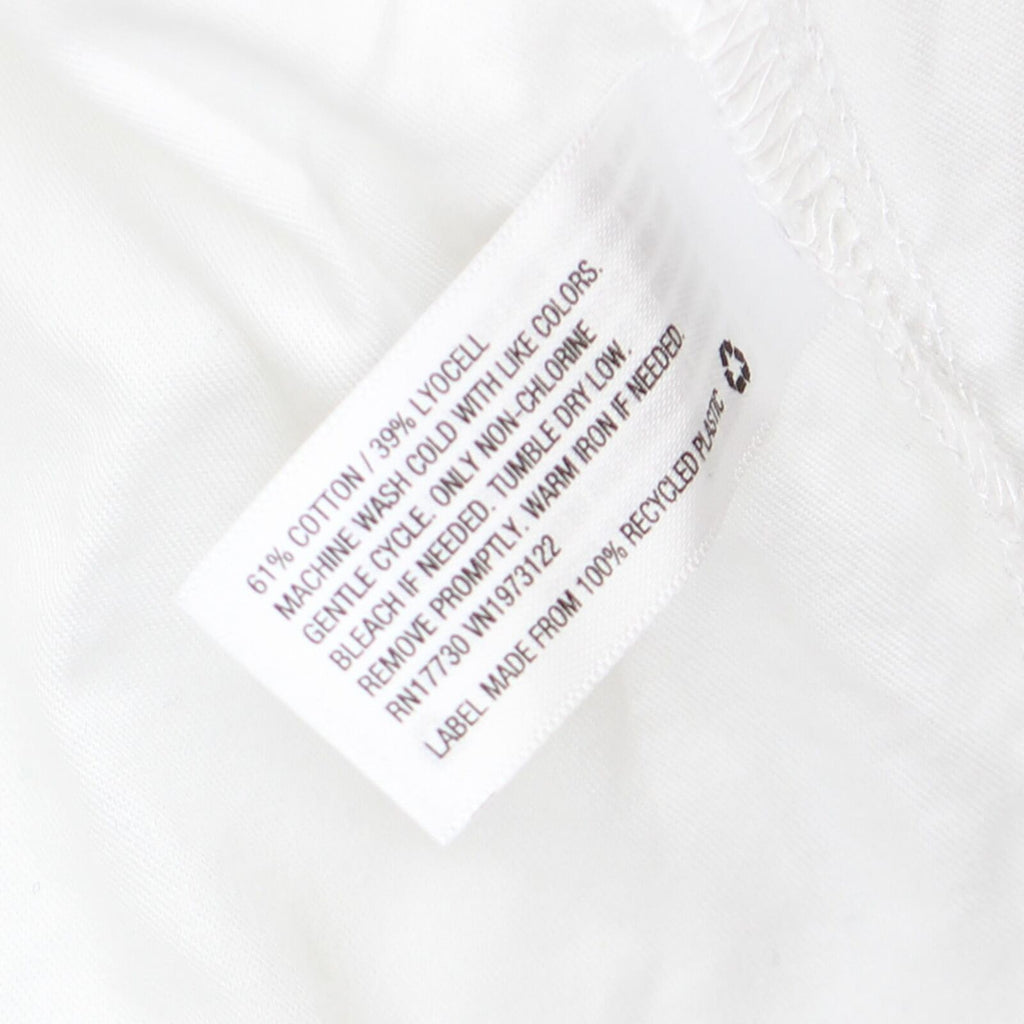 61% COTTON / 39% LYOCELL
MACHINE WASH COLD WITH LIKE COLORS.
GENTLE CYCLE. ONLY NON-CHLORINE
BLEACH IF NEEDED. TUMBLE DRY LOW.
REMOVE PROMPTLY. WARM IRON IF NEEDED.
RN17730 VN1973122
LABEL MADE FROM 100% RECYCLED PLASTIC